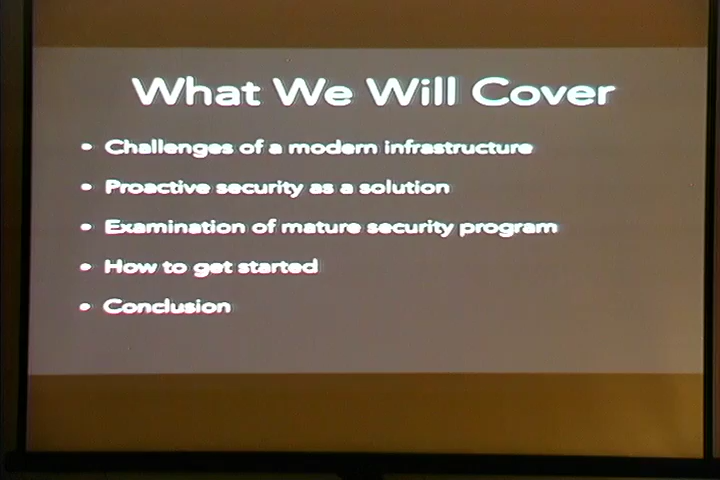 What We Will Cover
• Challenges of a modern infrastructure
• Proactive security as a solution
• Examination of mature security program
• How to get started
• Conclusion